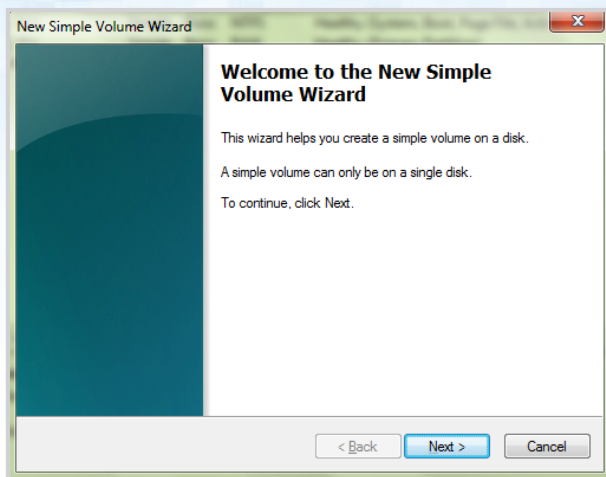 New Simple Volume Wizard
Welcome to the New Simple
Volume Wizard
This wizard helps you create a simple volume on a disk.
A simple volume can only be on a single disk.
To continue, click Next.
< Back
Next >
Cancel